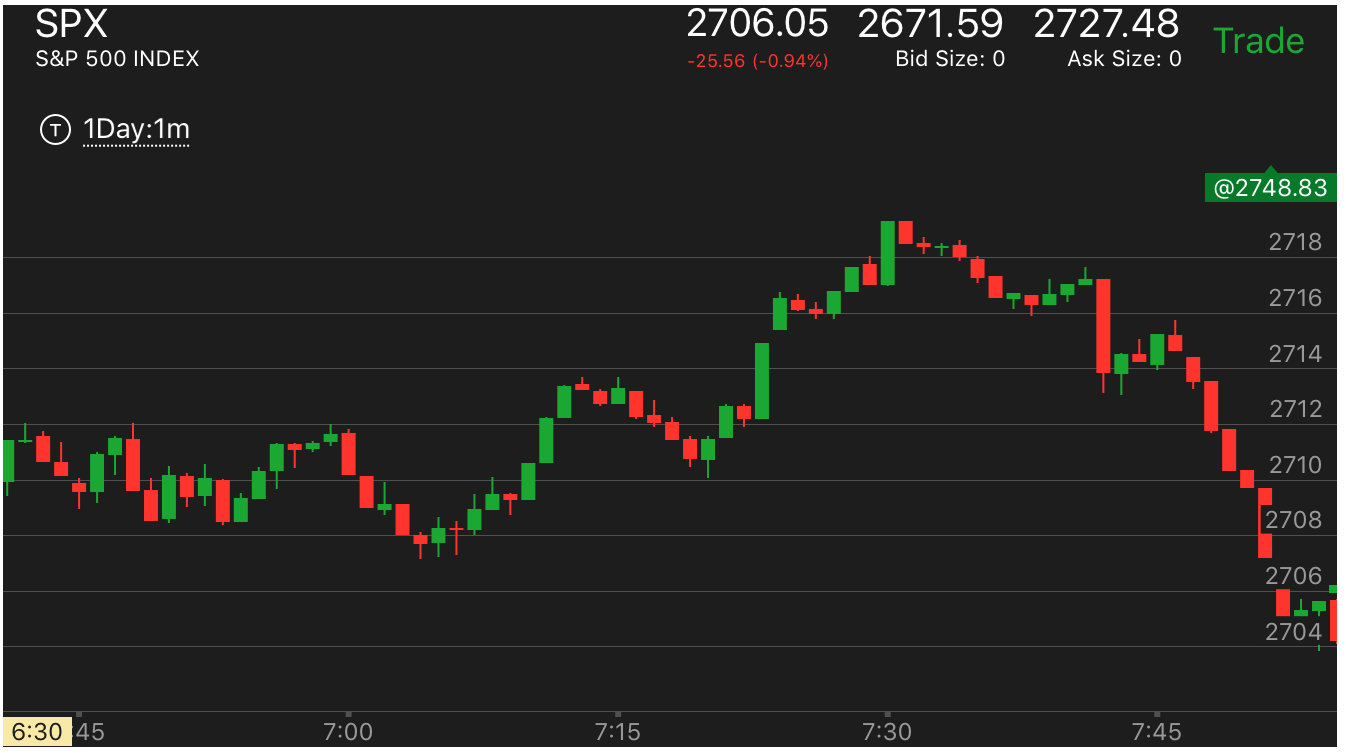 SPX 2706.05 2671.59 2727.48 Trade
S&P 500 INDEX -25.56 (-0.94%) Bid Size: 0 Ask Size: 0
T 1Day:1m
@2748.83
2718
2716
2714
2712
2710
2708
2706
2704
6:30 :45 7:00 7:15 7:30 7:45